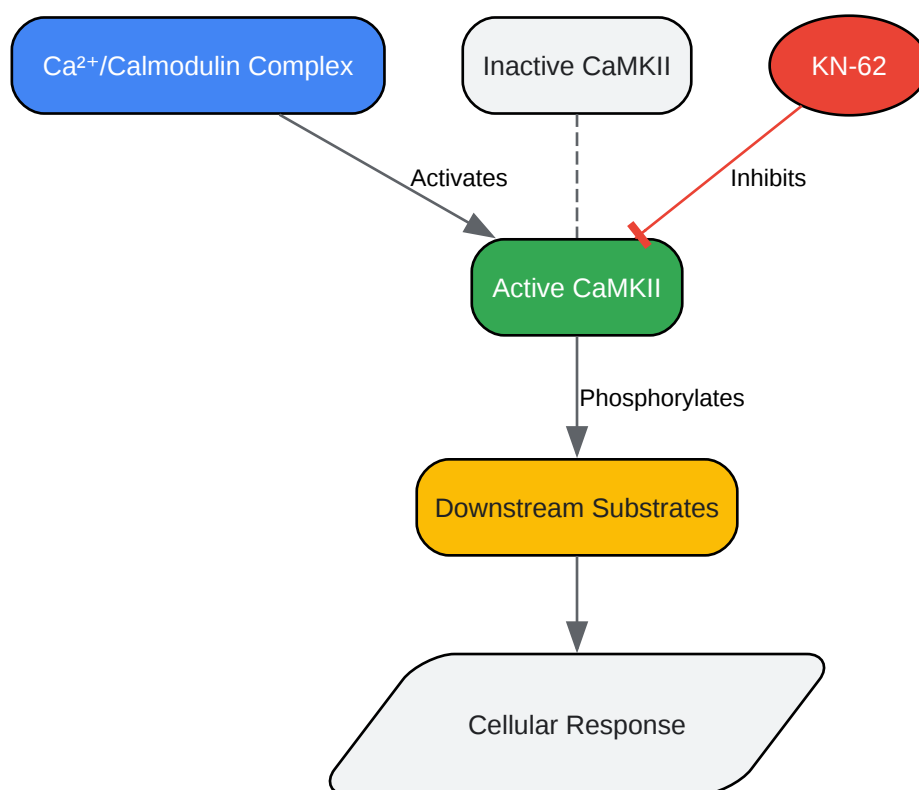 Ca²⁺/Calmodulin Complex
Inactive CaMKII
KN-62
Activates
Inhibits
Active CaMKII
Phosphorylates
Downstream Substrates
Cellular Response